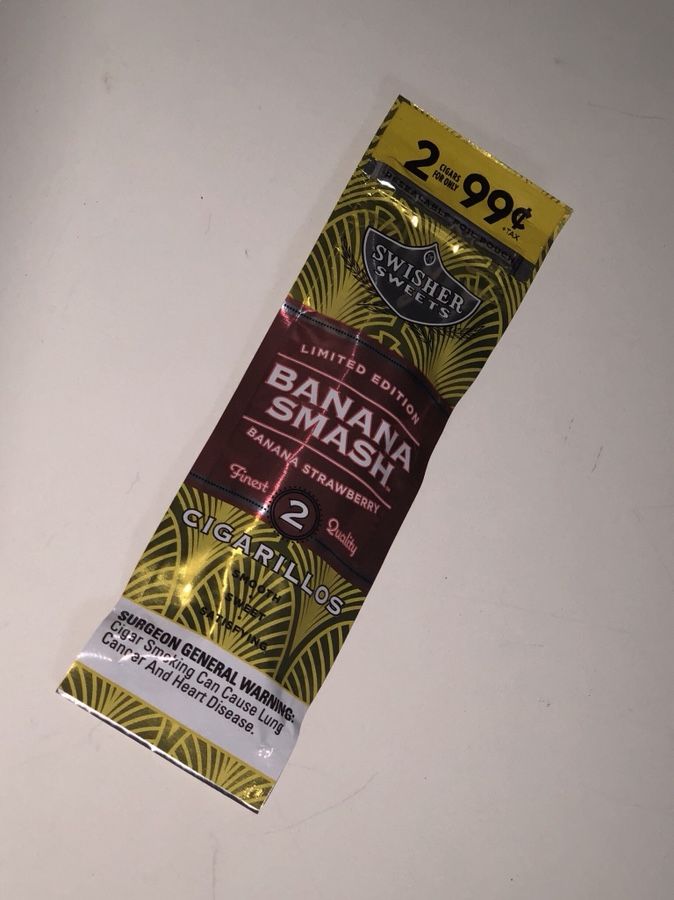 2 CIGARS FOR ONLY 99¢ +TAX
RESEALABLE FOIL POUCH
SWISHER
SWEETS
LIMITED EDITION
BANANA
SMASH
BANANA STRAWBERRY
Finest 2 Quality
CIGARILLOS
SMOOTH
SWEET
SATISFYING
SURGEON GENERAL WARNING:
Cigar Smoking Can Cause Lung
Cancer And Heart Disease.